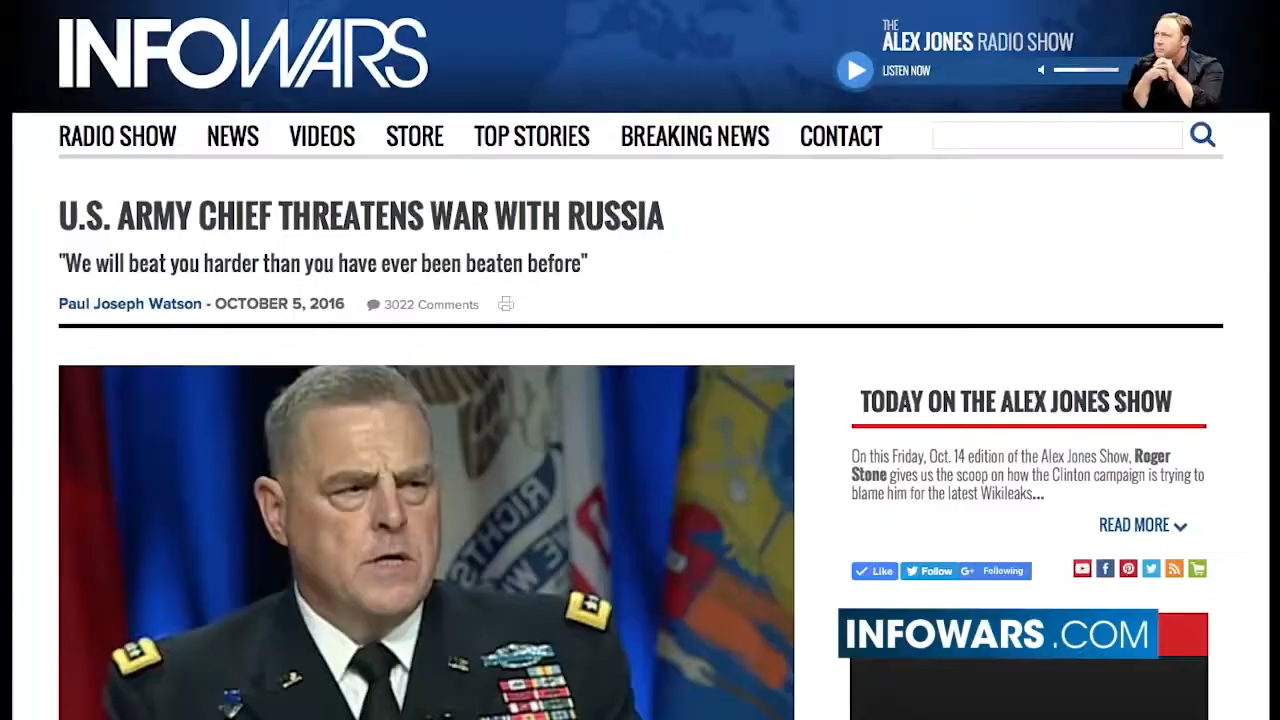 INFOWARS
THE
ALEX JONES RADIO SHOW
LISTEN NOW
RADIO SHOW NEWS VIDEOS STORE TOP STORIES BREAKING NEWS CONTACT
U.S. ARMY CHIEF THREATENS WAR WITH RUSSIA
"We will beat you harder than you have ever been beaten before"
Paul Joseph Watson - OCTOBER 5, 2016 3022 Comments
RIGHTS
TODAY ON THE ALEX JONES SHOW
On this Friday, Oct. 14 edition of the Alex Jones Show, Roger
Stone gives us the scoop on how the Clinton campaign is trying to
blame him for the latest Wikileaks...
READ MORE
Like Follow G+ Following
INFOWARS.COM